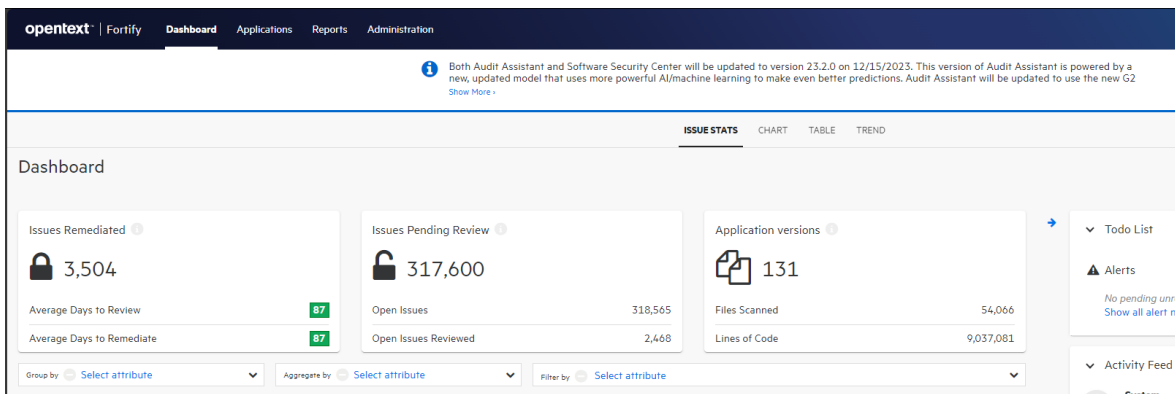 opentext™ | Fortify Dashboard Applications Reports Administration
Both Audit Assistant and Software Security Center will be updated to version 23.2.0 on 12/15/2023. This version of Audit Assistant is powered by a
new, updated model that uses more powerful AI/machine learning to make even better predictions. Audit Assistant will be updated to use the new G2
Show More ›
ISSUE STATS CHART TABLE TREND
Dashboard
Issues Remediated
3,504
Average Days to Review 87
Average Days to Remediate 87
Issues Pending Review
317,600
Open Issues 318,565
Open Issues Reviewed 2,468
Application versions
131
Files Scanned 54,066
Lines of Code 9,037,081
Todo List
Alerts
No pending unr
Show all alert n
Group by Select attribute
Aggregate by Select attribute
Filter by Select attribute
Activity Feed